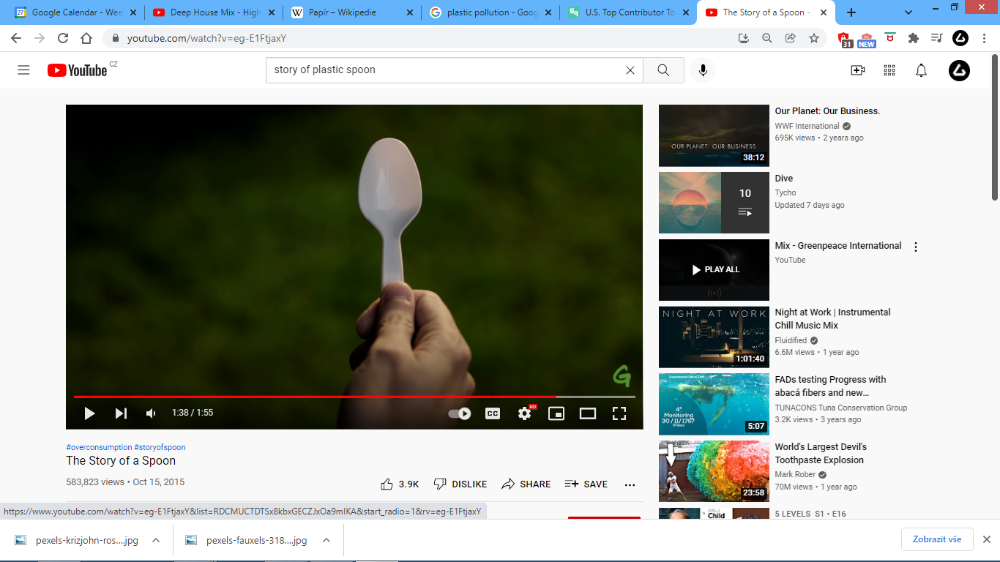 Google Calendar - Wee
Deep House Mix - High
Papír – Wikipedie
plastic pollution - Goog
U.S. Top Contributor To
The Story of a Spoon -
youtube.com/watch?v=eg-E1FtjaxY
31
NEW
YouTube CZ
story of plastic spoon
G
1:38 / 1:55
CC
HD
#overconsumption #storyofspoon
The Story of a Spoon
583,823 views • Oct 15, 2015
3.9K
DISLIKE
SHARE
SAVE
OUR PLANET: OUR BUSINESS
38:12
Our Planet: Our Business.
WWF International
695K views • 2 years ago
10
Dive
Tycho
Updated 7 days ago
PLAY ALL
Mix - Greenpeace International
YouTube
NIGHT AT WORK
1:01:40
Night at Work | Instrumental
Chill Music Mix
Fluidified
6.6M views • 1 year ago
ExperienciaTUNACONS
4°
Monitoring
30/11/1767
5:07
FADs testing Progress with
abacá fibers and new...
TUNACONS Tuna Conservation Group
3.2K views • 3 years ago
23:58
World's Largest Devil's
Toothpaste Explosion
Mark Rober
70M views • 1 year ago
Child
5 LEVELS S1 • E16
https://www.youtube.com/watch?v=eg-E1FtjaxY&list=RDCMUCTDTSx8kbxGECZJxOa9mIKA&start_radio=1&rv=eg-E1FtjaxY
pexels-krizjohn-ros....jpg
pexels-fauxels-318....jpg
Zobrazit vše